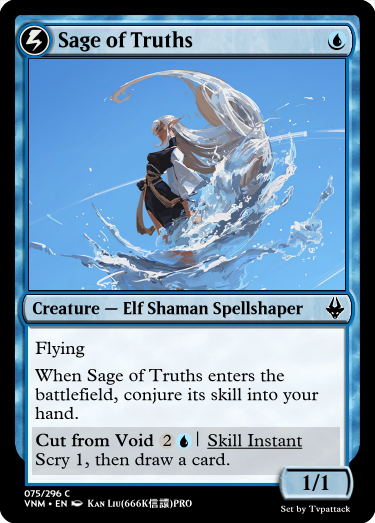 Sage of Truths
Creature — Elf Shaman Spellshaper
Flying
When Sage of Truths enters the
battlefield, conjure its skill into your
hand.
Cut from Void 2 | Skill Instant
Scry 1, then draw a card.
1/1
075/296 C
VNM • EN Kan Liu(666K信譞)PRO
Set by Tvpattack